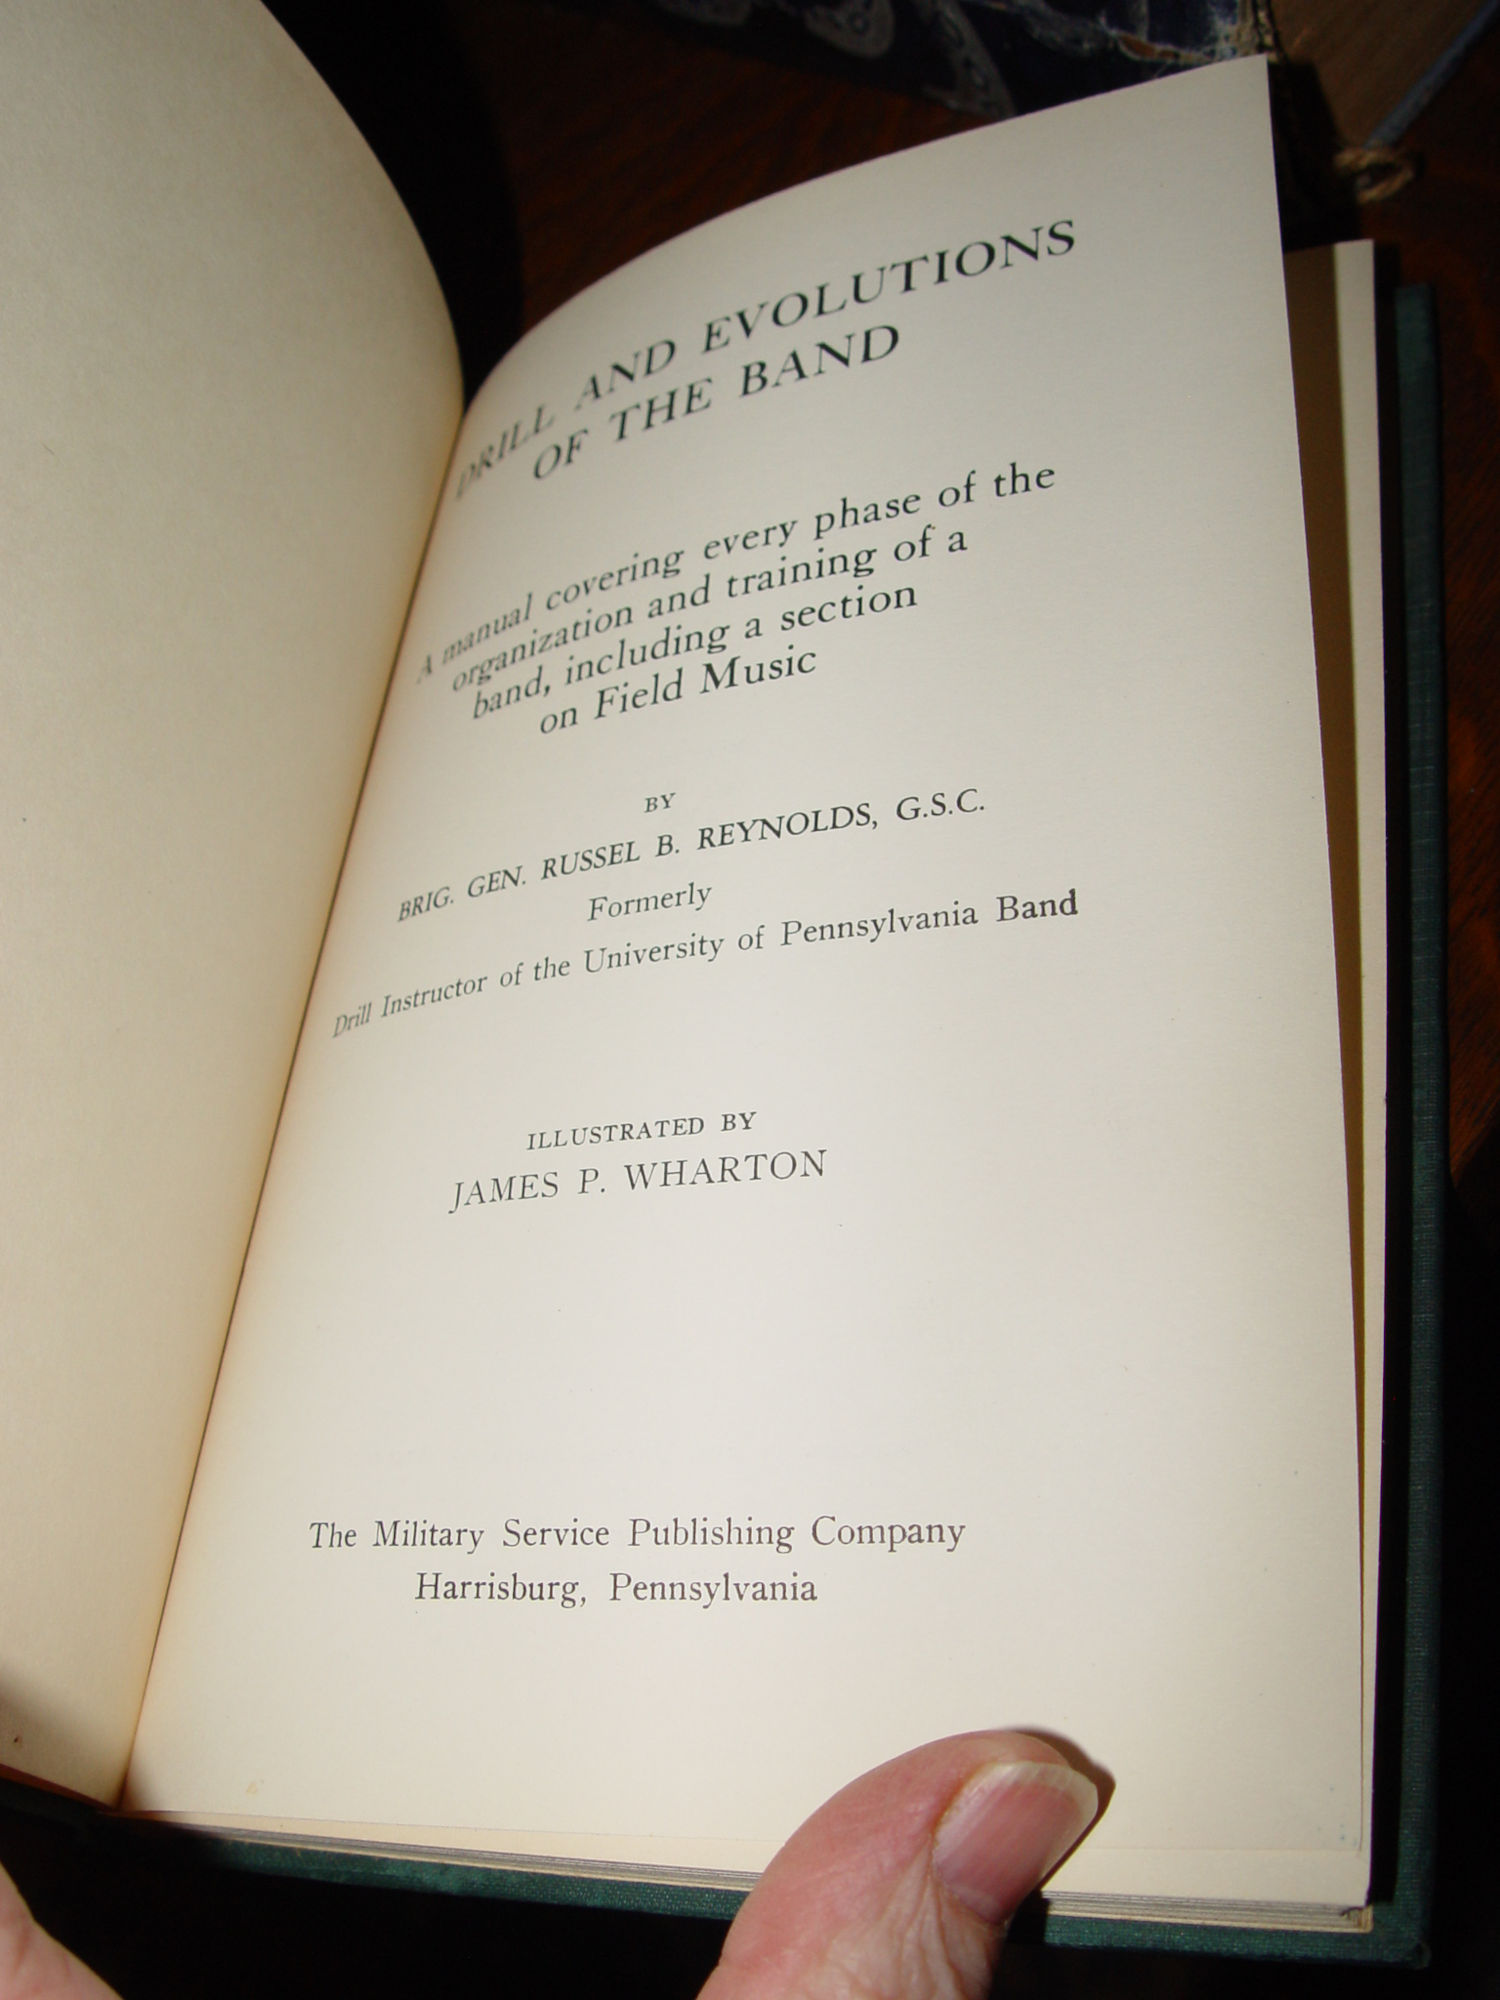 DRILL AND EVOLUTIONS
OF THE BAND
A manual covering every phase of the
organization and training of a
band, including a section
on Field Music
BY
BRIG. GEN. RUSSEL B. REYNOLDS, G.S.C.
Formerly
Drill Instructor of the University of Pennsylvania Band
ILLUSTRATED BY
JAMES P. WHARTON
The Military Service Publishing Company
Harrisburg, Pennsylvania